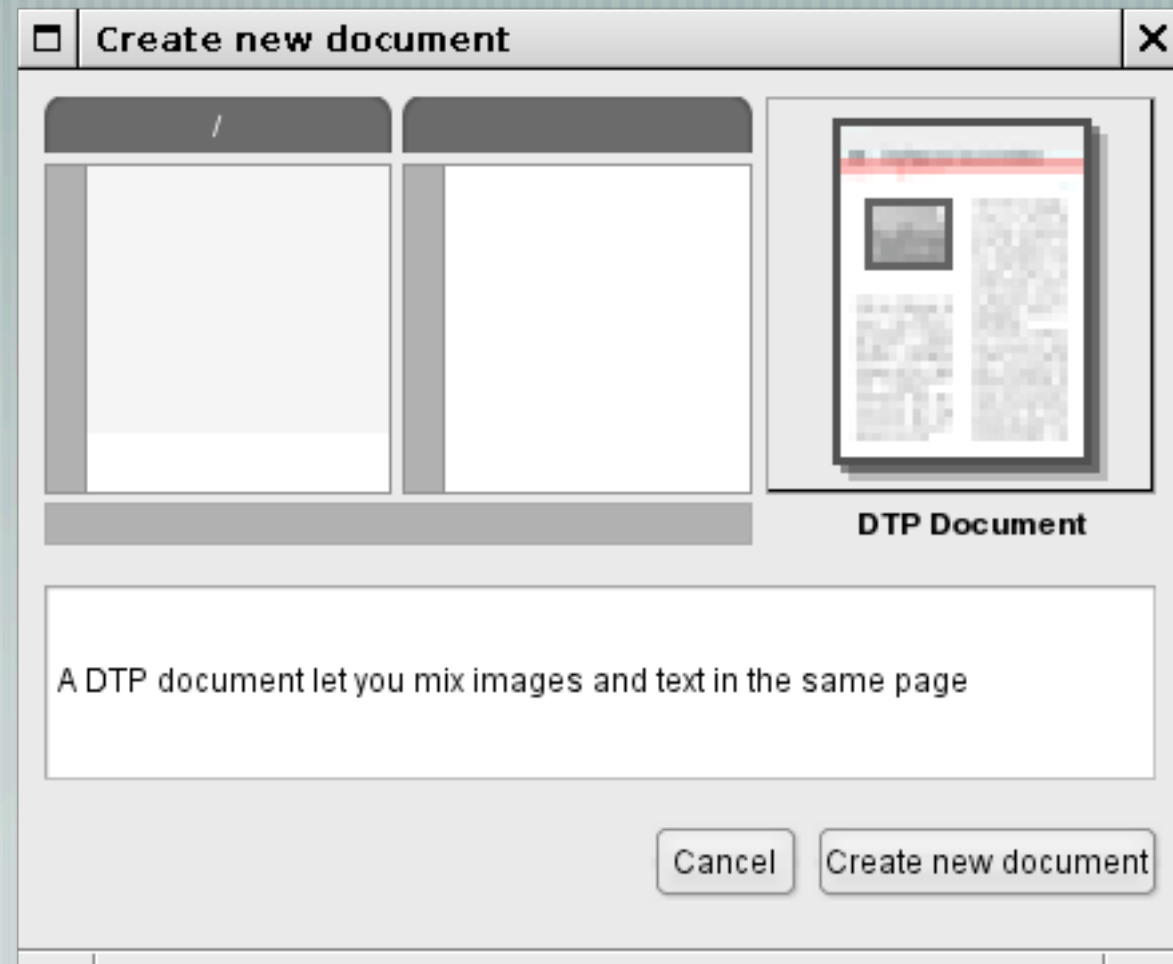 Create new document
/
DTP Document
A DTP document let you mix images and text in the same page
Cancel
Create new document